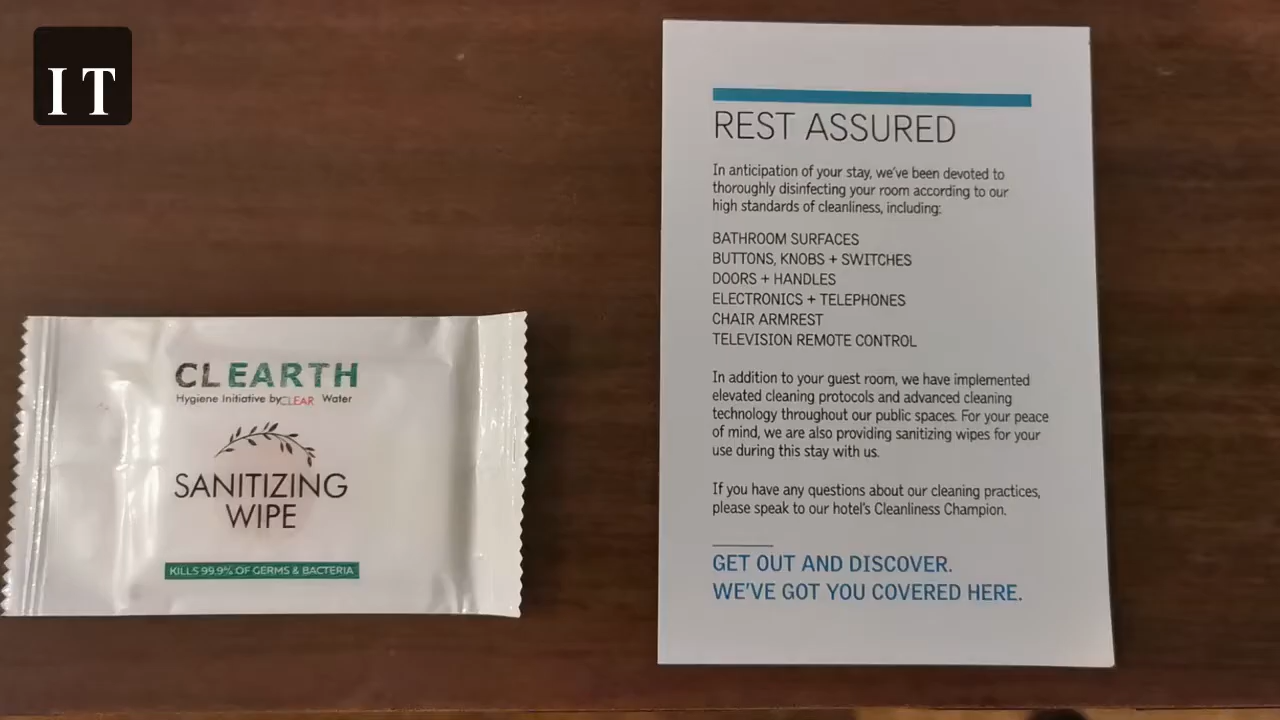 IT
CLEARTH
Hygiene Initiative by CLEAR Water
SANITIZING
WIPE
KILLS 99.9% OF GERMS & BACTERIA
REST ASSURED
In anticipation of your stay, we've been devoted to
thoroughly disinfecting your room according to our
high standards of cleanliness, including:
BATHROOM SURFACES
BUTTONS, KNOBS + SWITCHES
DOORS + HANDLES
ELECTRONICS + TELEPHONES
CHAIR ARMREST
TELEVISION REMOTE CONTROL
In addition to your guest room, we have implemented
elevated cleaning protocols and advanced cleaning
technology throughout our public spaces. For your peace
of mind, we are also providing sanitizing wipes for your
use during this stay with us.
If you have any questions about our cleaning practices,
please speak to our hotel's Cleanliness Champion.
GET OUT AND DISCOVER.
WE'VE GOT YOU COVERED HERE.